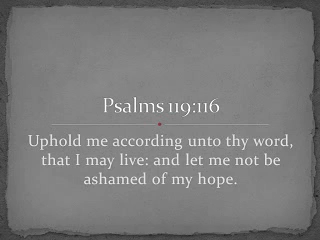 Psalms 119:116
Uphold me according unto thy word,
that I may live: and let me not be
ashamed of my hope.